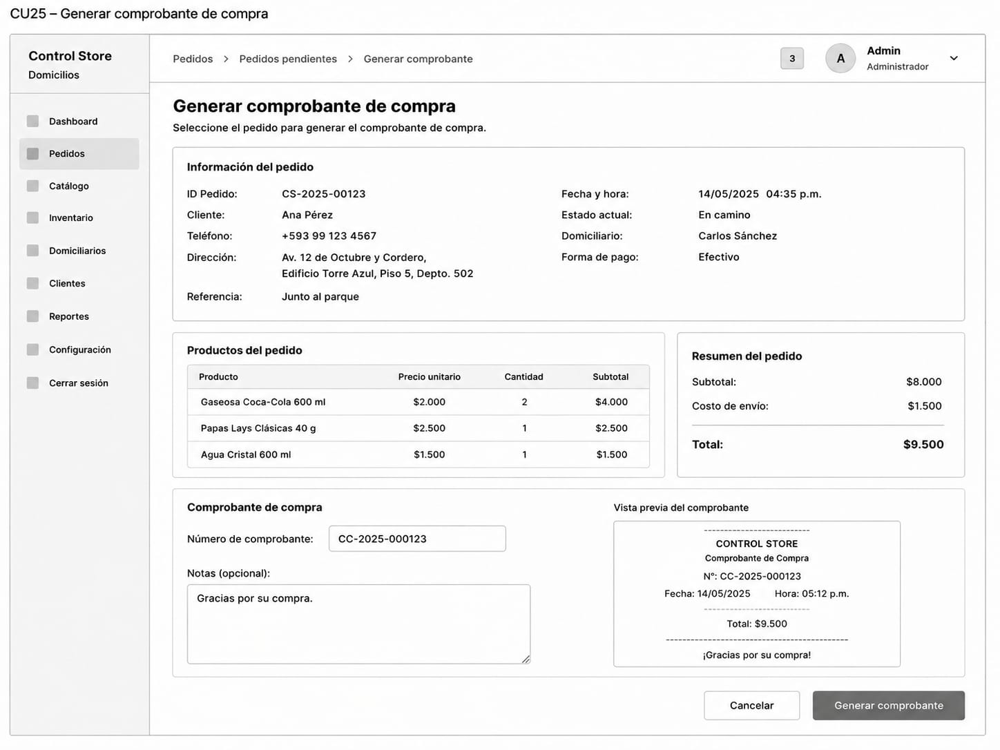 CU25 – Generar comprobante de compra
Control Store
Domicilios
Pedidos > Pedidos pendientes > Generar comprobante
3
A
Admin
Administrador
Dashboard
Pedidos
Catálogo
Inventario
Domiciliarios
Clientes
Reportes
Configuración
Cerrar sesión
Generar comprobante de compra
Seleccione el pedido para generar el comprobante de compra.
Información del pedido
ID Pedido: CS-2025-00123
Cliente: Ana Pérez
Teléfono: +593 99 123 4567
Dirección: Av. 12 de Octubre y Cordero,
Edificio Torre Azul, Piso 5, Depto. 502
Referencia: Junto al parque
Fecha y hora: 14/05/2025 04:35 p.m.
Estado actual: En camino
Domiciliario: Carlos Sánchez
Forma de pago: Efectivo
Productos del pedido
Producto Precio unitario Cantidad Subtotal
Gaseosa Coca-Cola 600 ml $2.000 2 $4.000
Papas Lays Clásicas 40 g $2.500 1 $2.500
Agua Cristal 600 ml $1.500 1 $1.500
Resumen del pedido
Subtotal: $8.000
Costo de envío: $1.500
Total: $9.500
Comprobante de compra
Número de comprobante: CC-2025-000123
Notas (opcional):
Gracias por su compra.
Vista previa del comprobante
--------------------------
CONTROL STORE
Comprobante de Compra
N°: CC-2025-000123
Fecha: 14/05/2025 Hora: 05:12 p.m.
--------------------------
Total: $9.500
---------------------------------------------
¡Gracias por su compra!
Cancelar
Generar comprobante